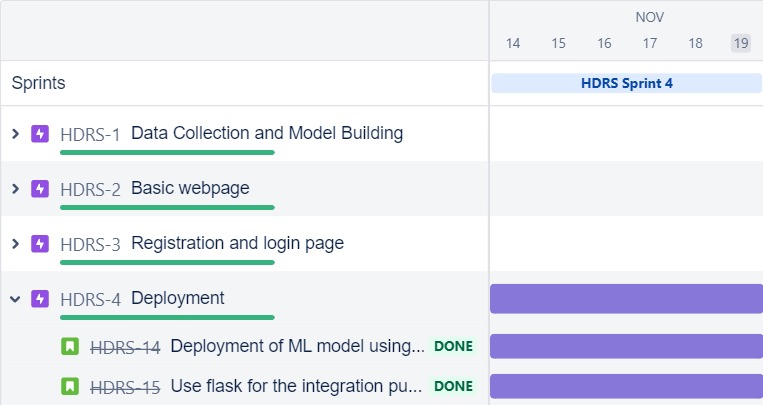 NOV
14 15 16 17 18 19
Sprints
HDRS Sprint 4
HDRS-1 Data Collection and Model Building
HDRS-2 Basic webpage
HDRS-3 Registration and login page
HDRS-4 Deployment
HDRS-14 Deployment of ML model using... DONE
HDRS-15 Use flask for the integration pu... DONE